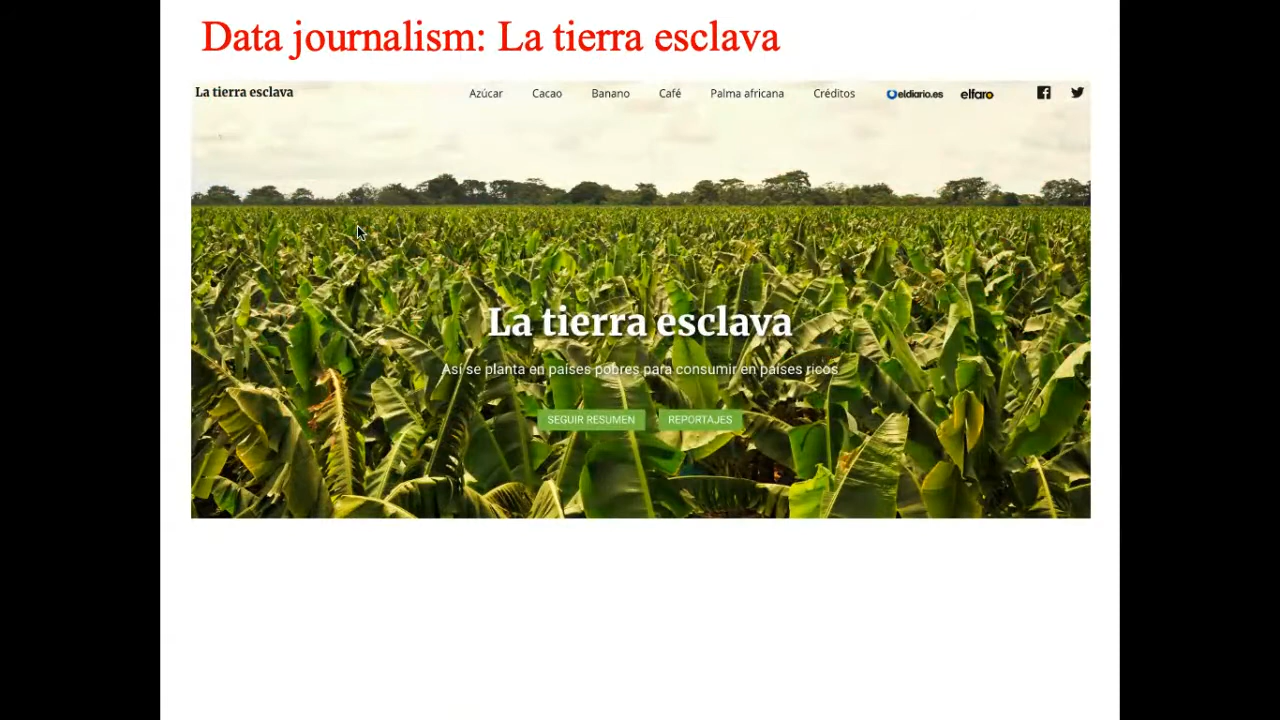 Data journalism: La tierra esclava
La tierra esclava Azúcar Cacao Banano Café Palma africana Créditos eldiario.es elfaro
La tierra esclava
Así se planta en países pobres para consumir en países ricos
SEGUIR RESUMEN REPORTAJES